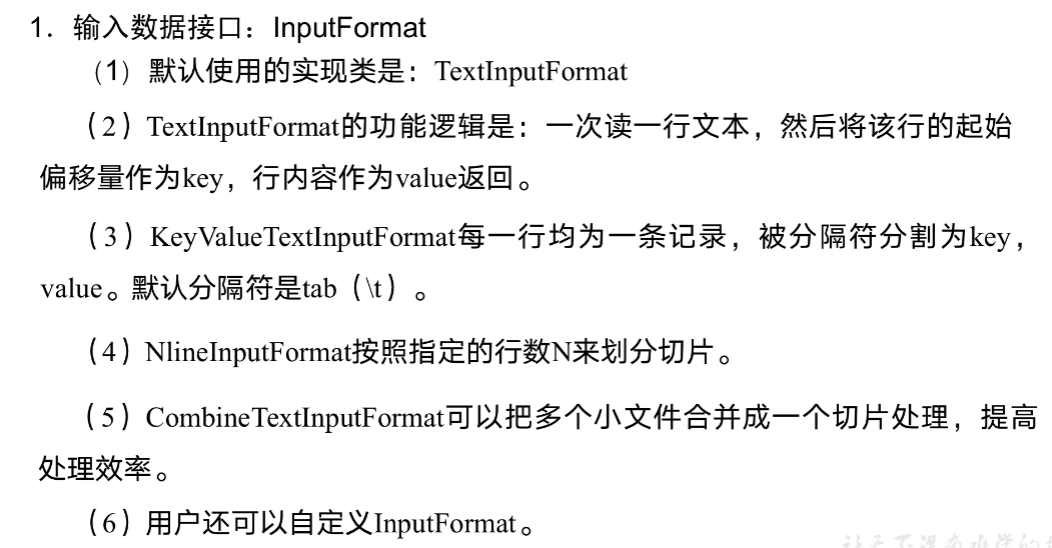 1．输入数据接口：InputFormat
（1）默认使用的实现类是：TextInputFormat
（2）TextInputFormat的功能逻辑是：一次读一行文本，然后将该行的起始
偏移量作为key，行内容作为value返回。
（3）KeyValueTextInputFormat每一行均为一条记录，被分隔符分割为key，
value。默认分隔符是tab（\t）。
（4）NlineInputFormat按照指定的行数N来划分切片。
（5）CombineTextInputFormat可以把多个小文件合并成一个切片处理，提高
处理效率。
（6）用户还可以自定义InputFormat。